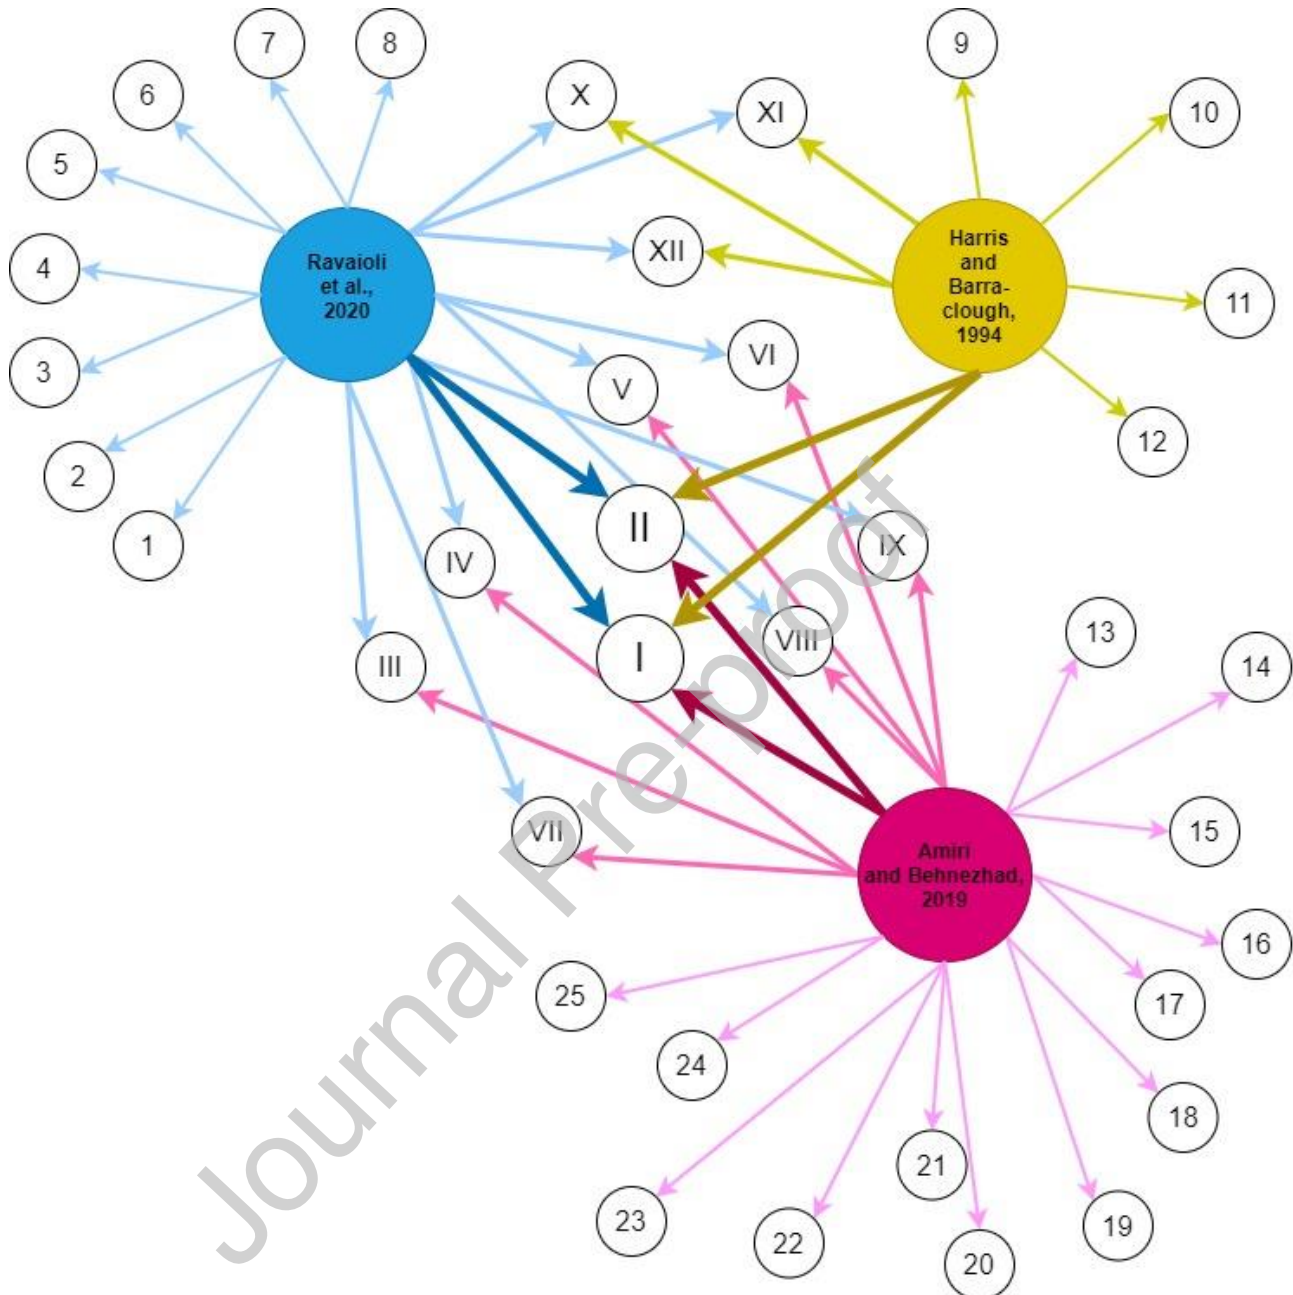 7
8
9
6
X
XI
10
5
Ravaioli
et al.,
2020
XII
Harris
and
Barra-
clough,
1994
4
11
3
V
VI
2
12
1
IV
II
IX
III
I
VIII
13
14
VII
15
Amiri
and Behnezhad,
2019
16
25
17
24
18
21
23
22
20
19
Journal Pre-proof